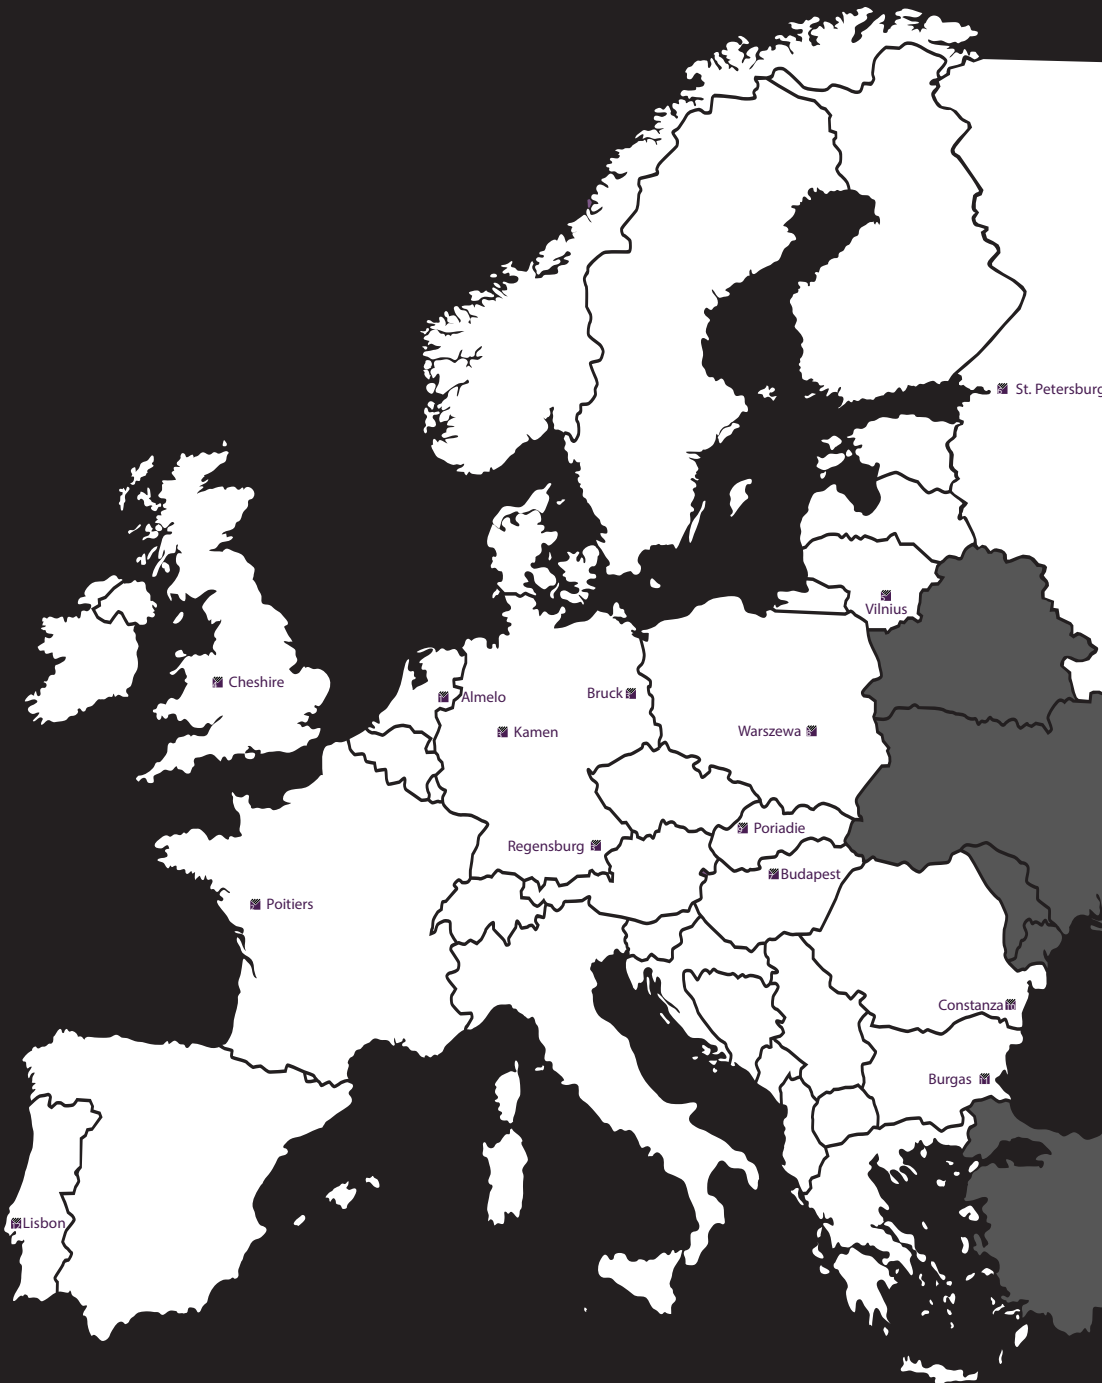 St. Petersburg
Vilnius
Cheshire
Almelo
Bruck
Kamen
Warszewa
Poriadie
Regensburg
Budapest
Poitiers
Constanza
Burgas
Lisbon